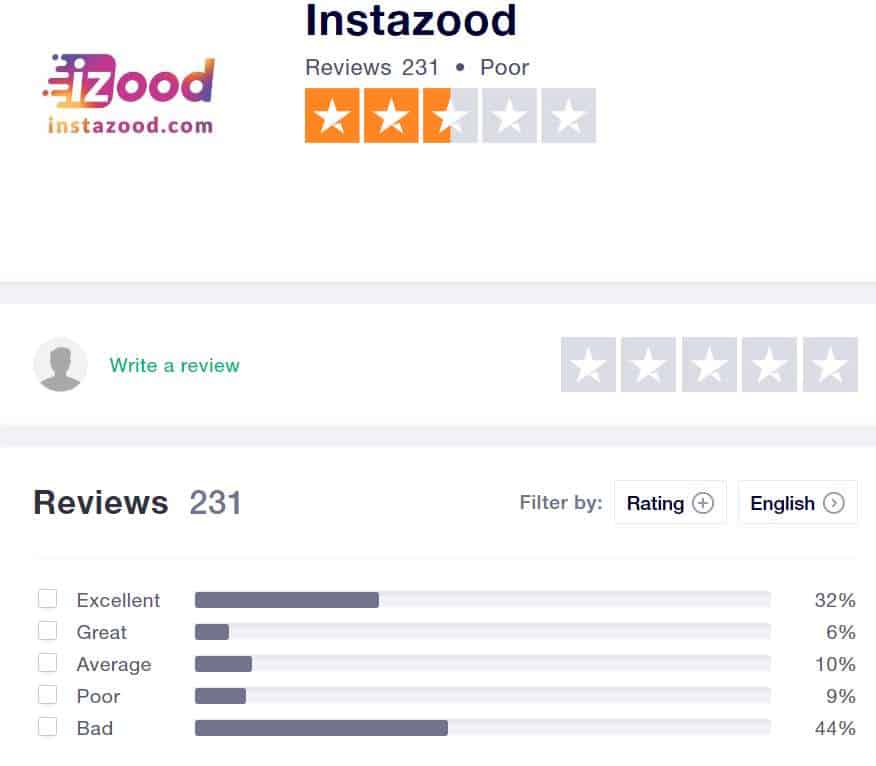 Instazood
izood
instazood.com
Reviews 231 • Poor
Write a review
Reviews 231
Filter by: Rating English
Excellent 32%
Great 6%
Average 10%
Poor 9%
Bad 44%